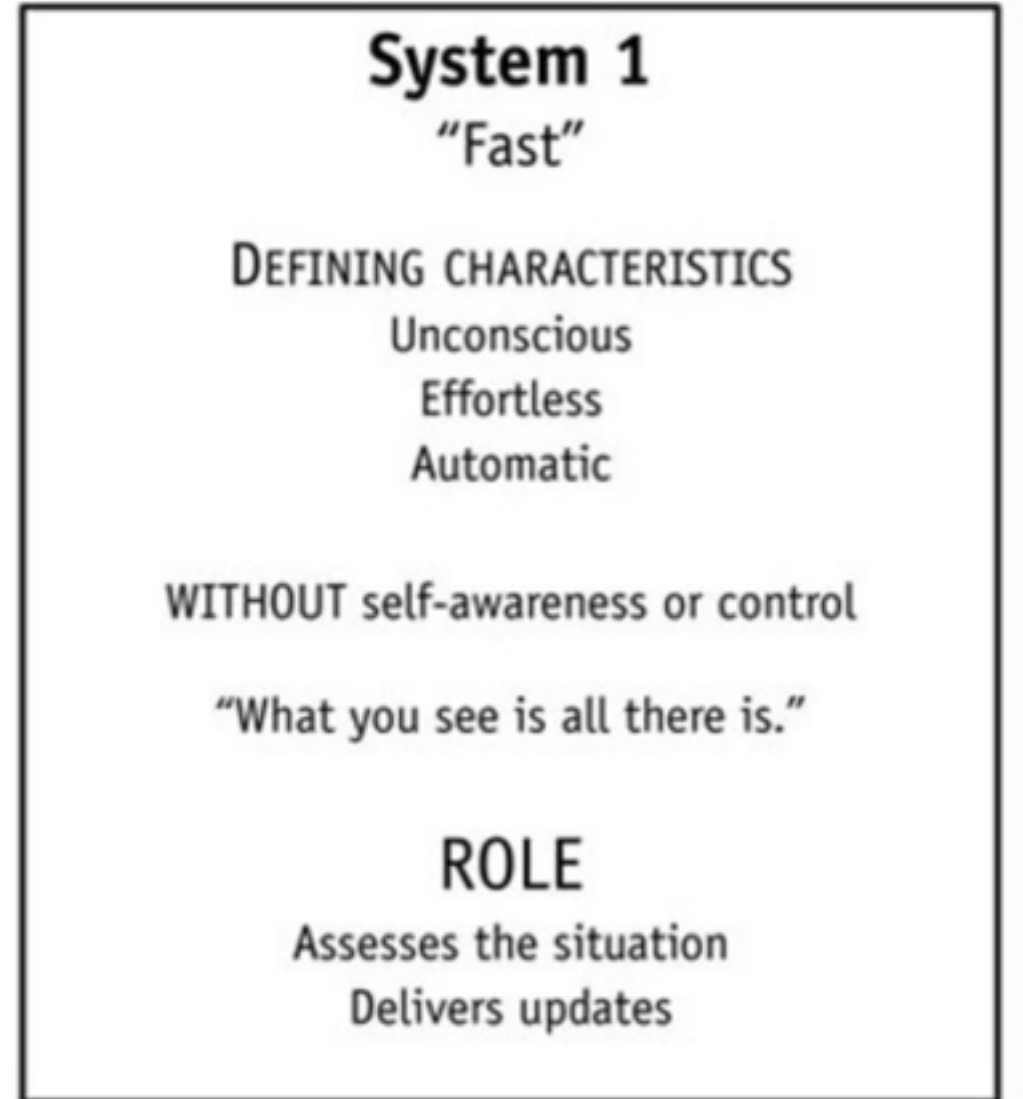 System 1
“Fast”
DEFINING CHARACTERISTICS
Unconscious
Effortless
Automatic
WITHOUT self-awareness or control
“What you see is all there is.”
ROLE
Assesses the situation
Delivers updates